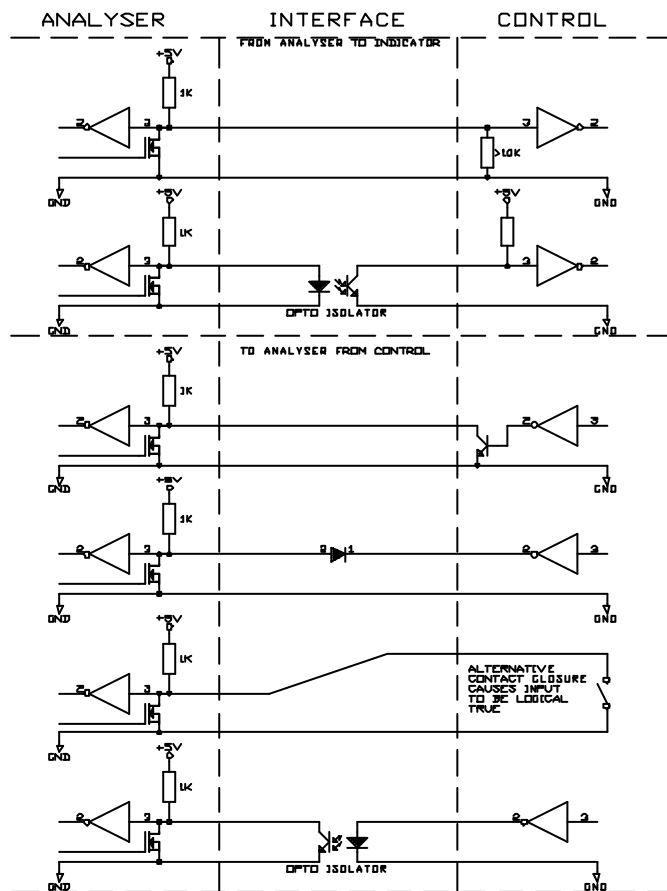 ANALYSER INTERFACE CONTROL
FROM ANALYSER TO INDICATOR
+5V
1K
2 3 3 2
>10K
GND GND
+5V +5V
1K
2 3 3 2
OPTO ISOLATOR
GND GND
TO ANALYSER FROM CONTROL
+5V
1K
2 3 2 3
GND GND
+5V
1K
2 3 2 1 2 3
GND GND
+5V
1K
ALTERNATIVE
CONTACT CLOSURE
CAUSES INPUT
TO BE LOGICAL
TRUE
2 3
GND
+5V
1K
2 3 2 3
OPTO ISOLATOR
GND GND